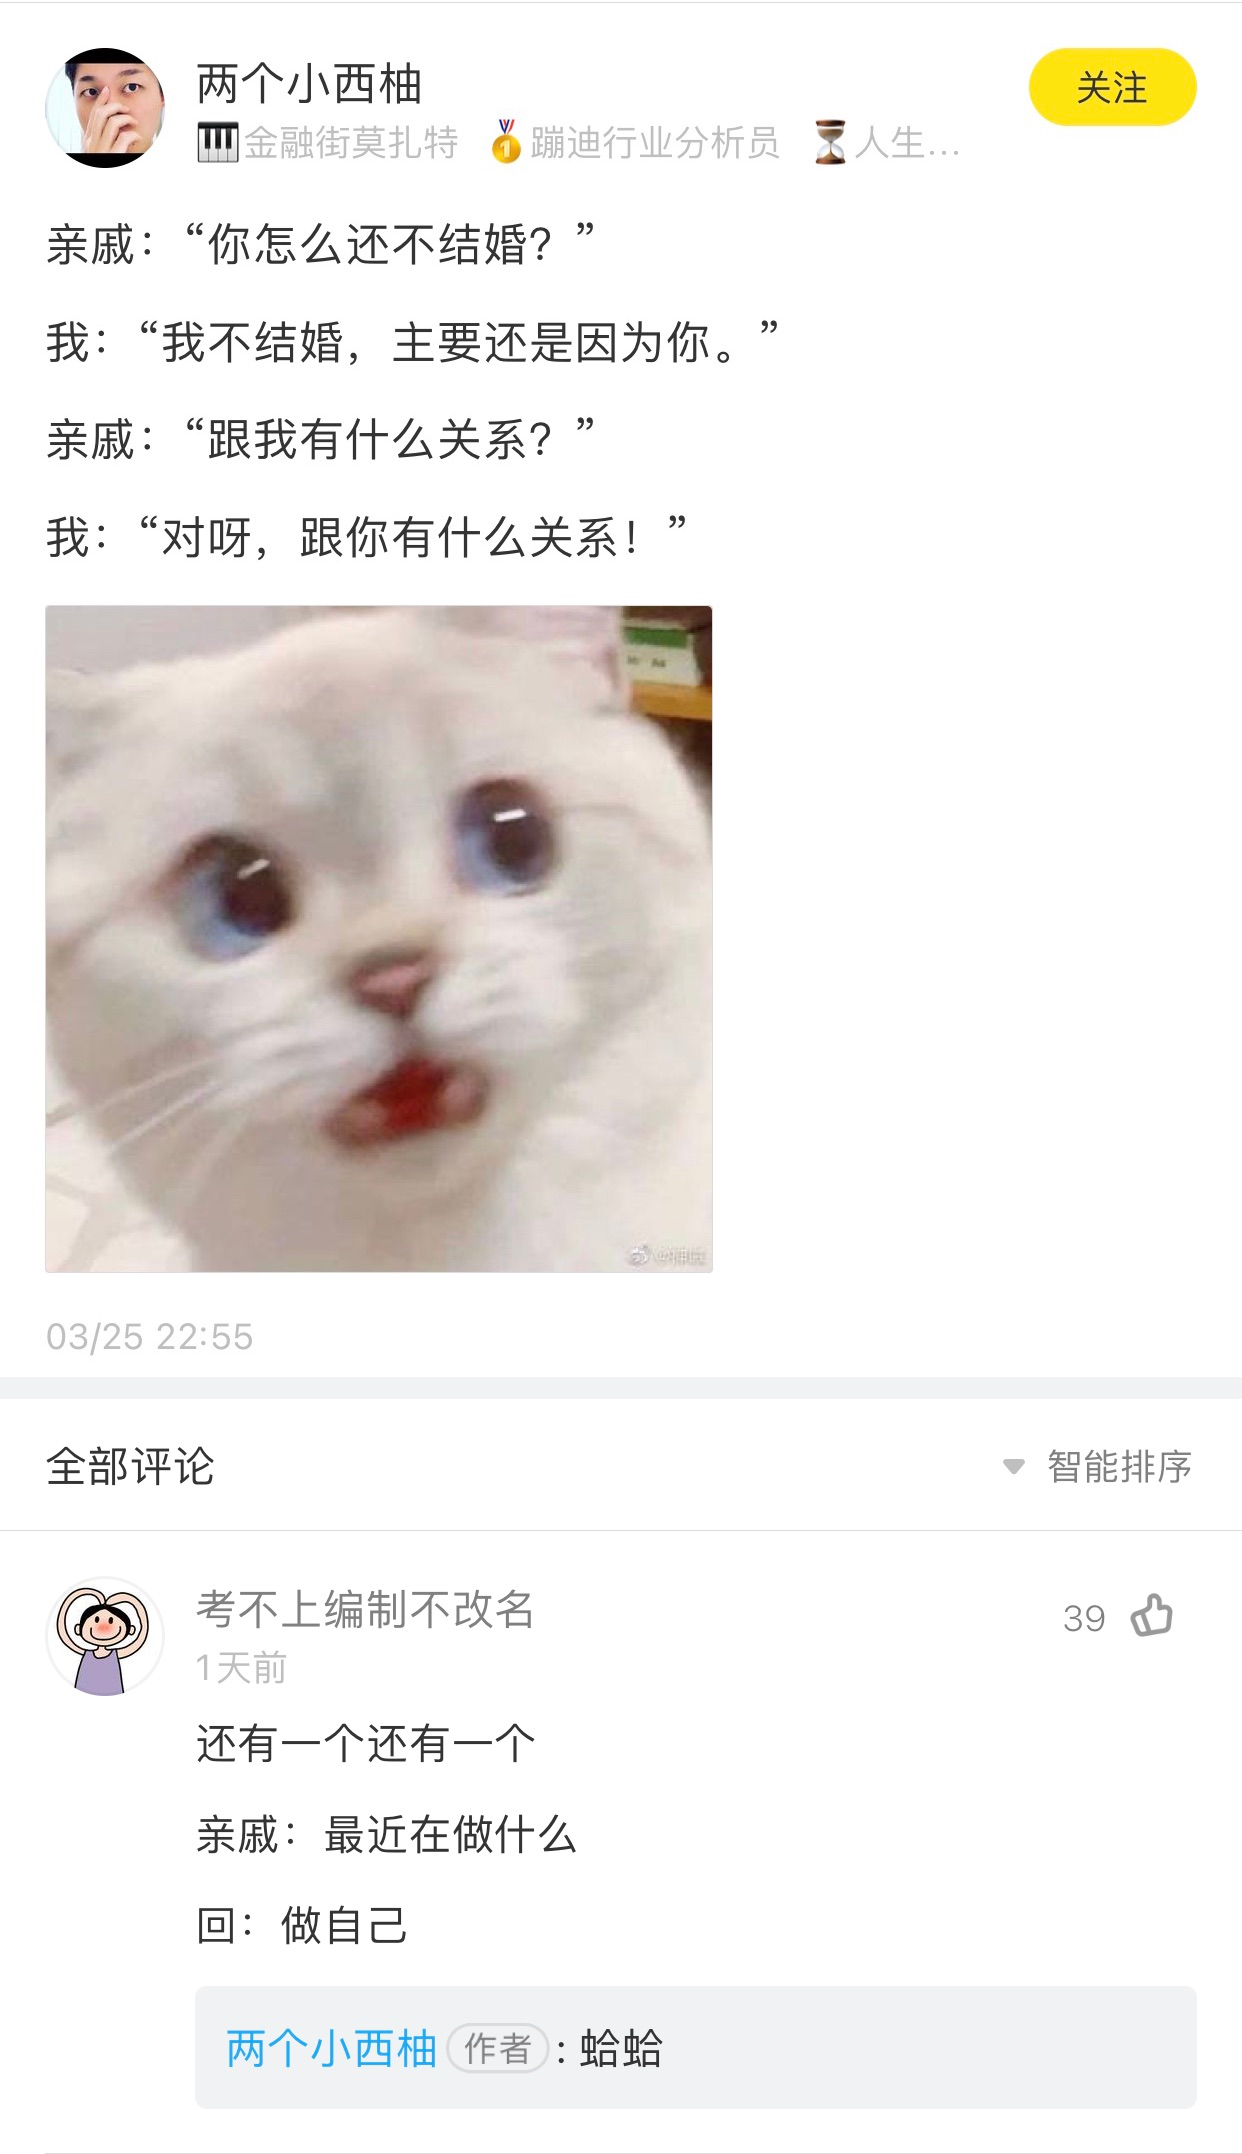 两个小西柚
关注
🎹金融街莫扎特 🏅蹦迪行业分析员 ⏳人生...
亲戚：“你怎么还不结婚？”
我：“我不结婚，主要还是因为你。”
亲戚：“跟我有什么关系？”
我：“对呀，跟你有什么关系！”
03/25 22:55
全部评论
智能排序
考不上编制不改名
39
1天前
还有一个还有一个
亲戚：最近在做什么
回：做自己
两个小西柚 作者：蛤蛤